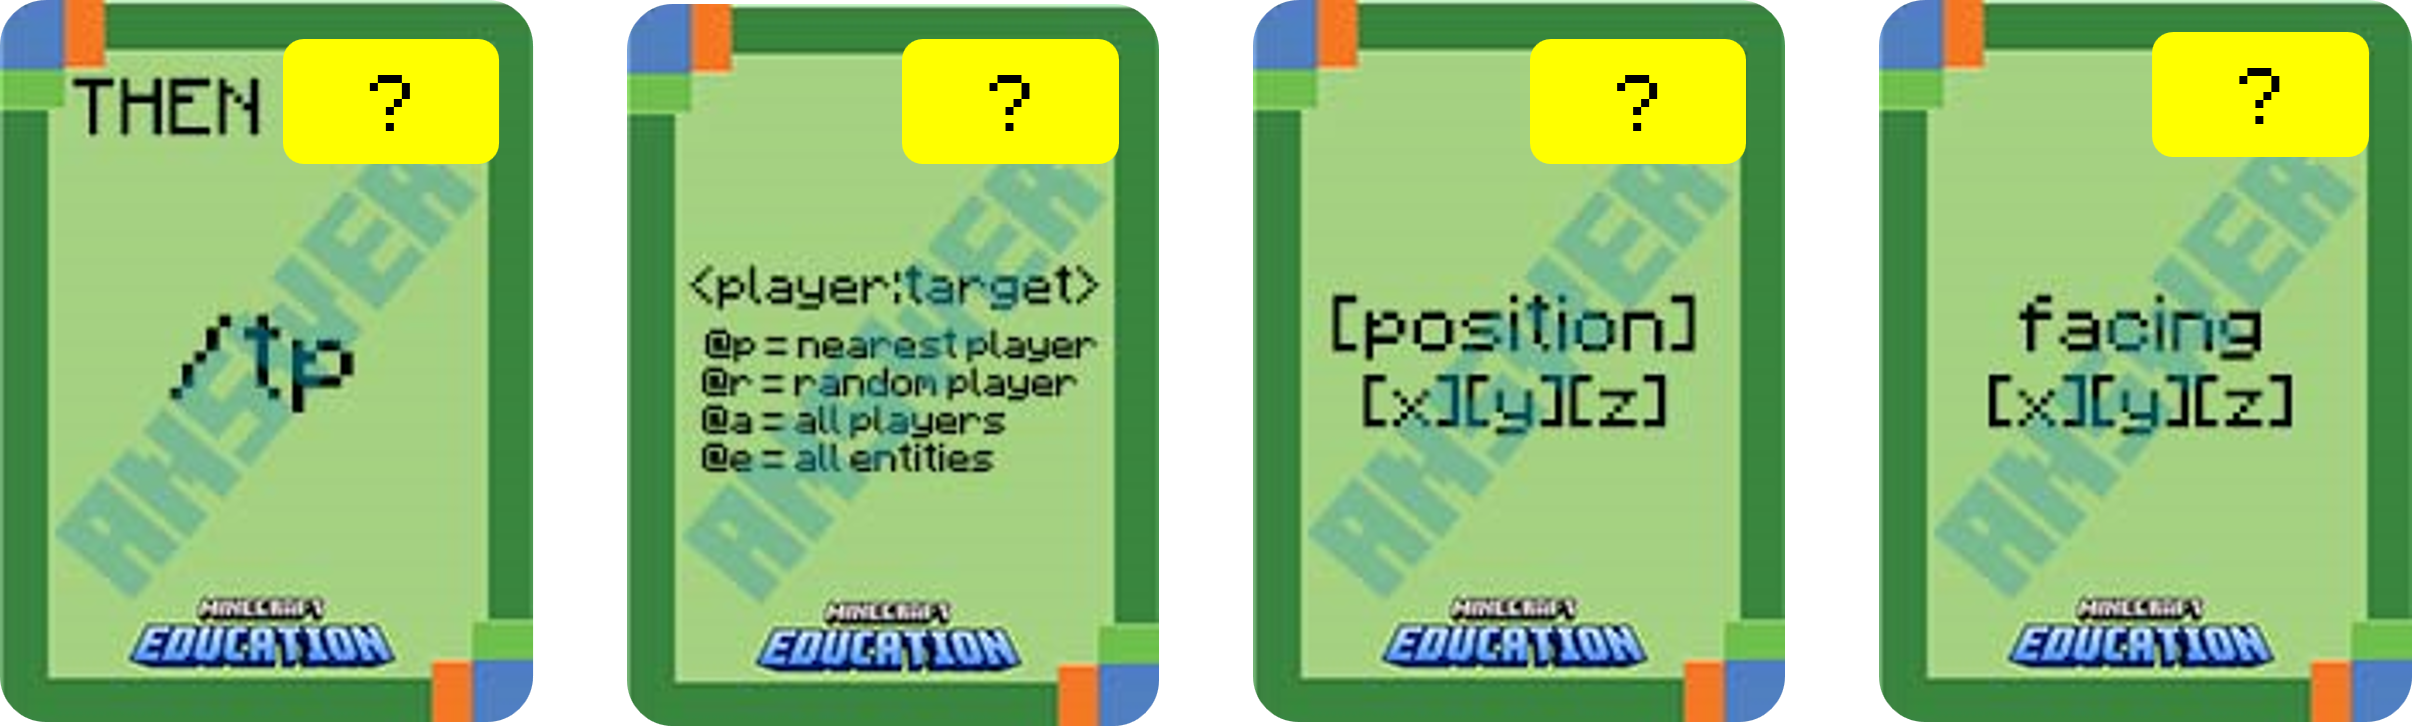 THEN ?
/tp
ANSWER
MINECRAFT
EDUCATION
?
<player:target>
@p = nearest player
@r = random player
@a = all players
@e = all entities
ANSWER
MINECRAFT
EDUCATION
?
[position]
[x][y][z]
ANSWER
MINECRAFT
EDUCATION
?
facing
[x][y][z]
ANSWER
MINECRAFT
EDUCATION